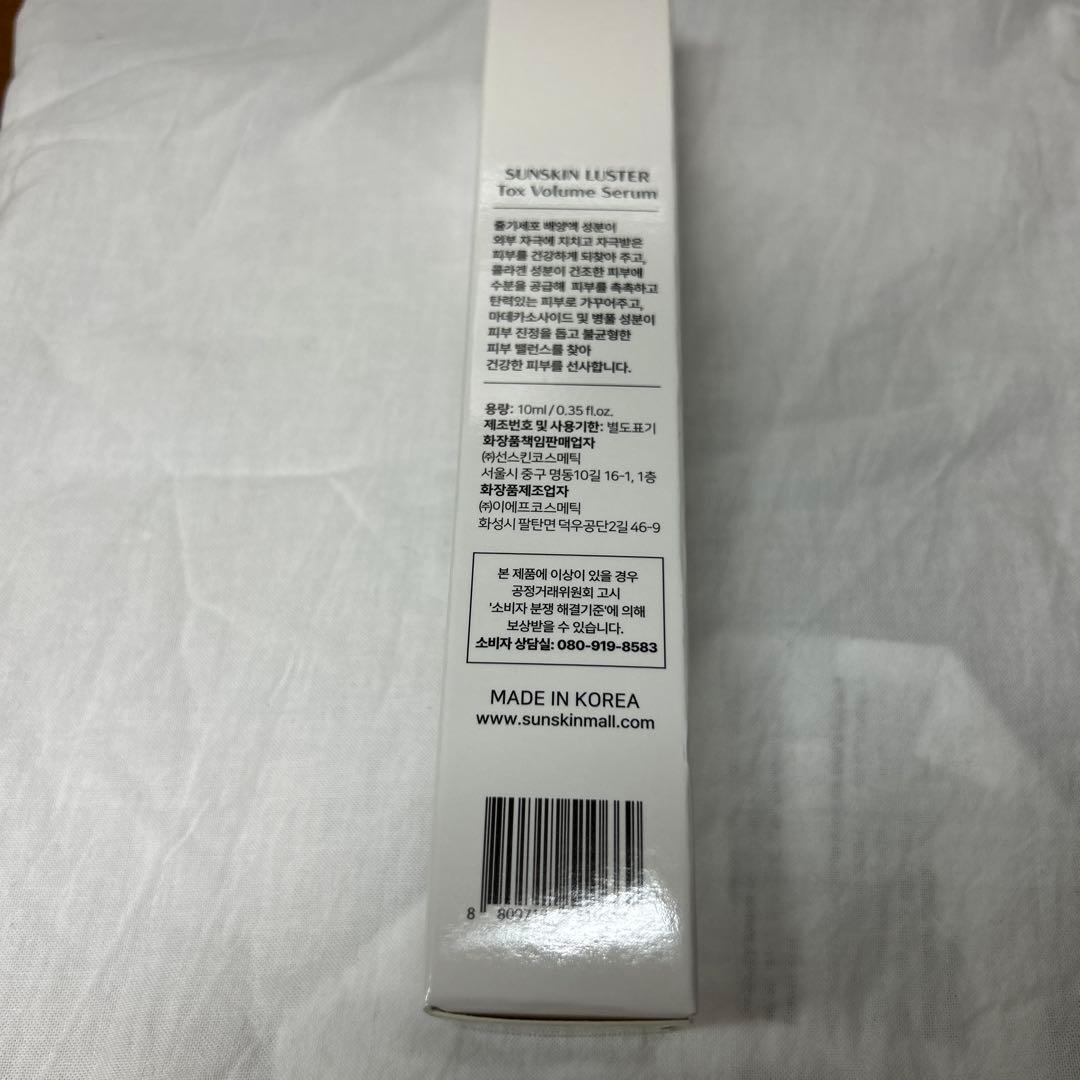 SUNSKIN LUSTER
Tox Volume Serum
줄기세포 배양액 성분이
외부 자극에 지치고 자극받은
피부를 건강하게 되찾아 주고,
콜라겐 성분이 건조한 피부에
수분을 공급해 피부를 촉촉하고
탄력있는 피부로 가꾸어주고,
마데카소사이드 및 병풀 성분이
피부 진정을 돕고 불균형한
피부 밸런스를 찾아
건강한 피부를 선사합니다.
용량: 10ml / 0.35 fl.oz.
제조번호 및 사용기한: 별도표기
화장품책임판매업자
㈜선스킨코스메틱
서울시 중구 명동10길 16-1, 1층
화장품제조업자
㈜이에프코스메틱
화성시 팔탄면 덕우공단2길 46-9
본 제품에 이상이 있을 경우
공정거래위원회 고시
'소비자 분쟁 해결기준'에 의해
보상받을 수 있습니다.
소비자 상담실: 080-919-8583
MADE IN KOREA
www.sunskinmall.com
8